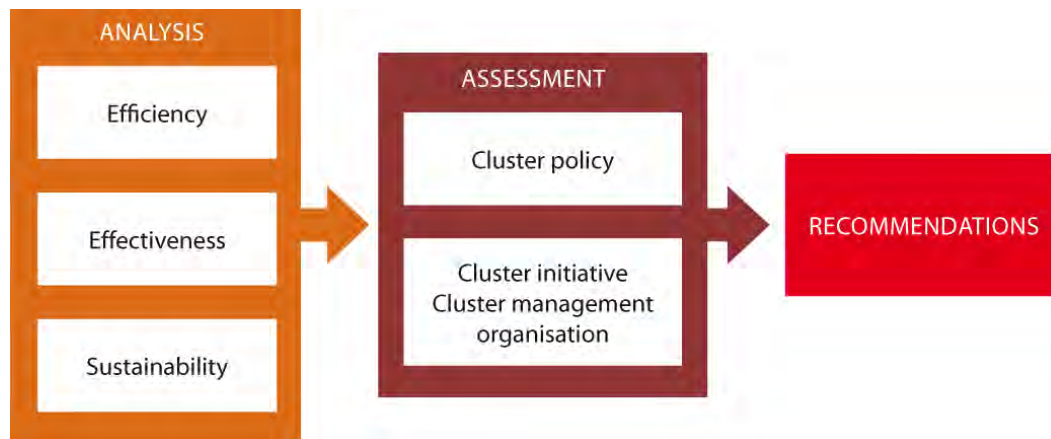 ANALYSIS
Efficiency
Effectiveness
Sustainability
ASSESSMENT
Cluster policy
Cluster initiative
Cluster management
organisation
RECOMMENDATIONS